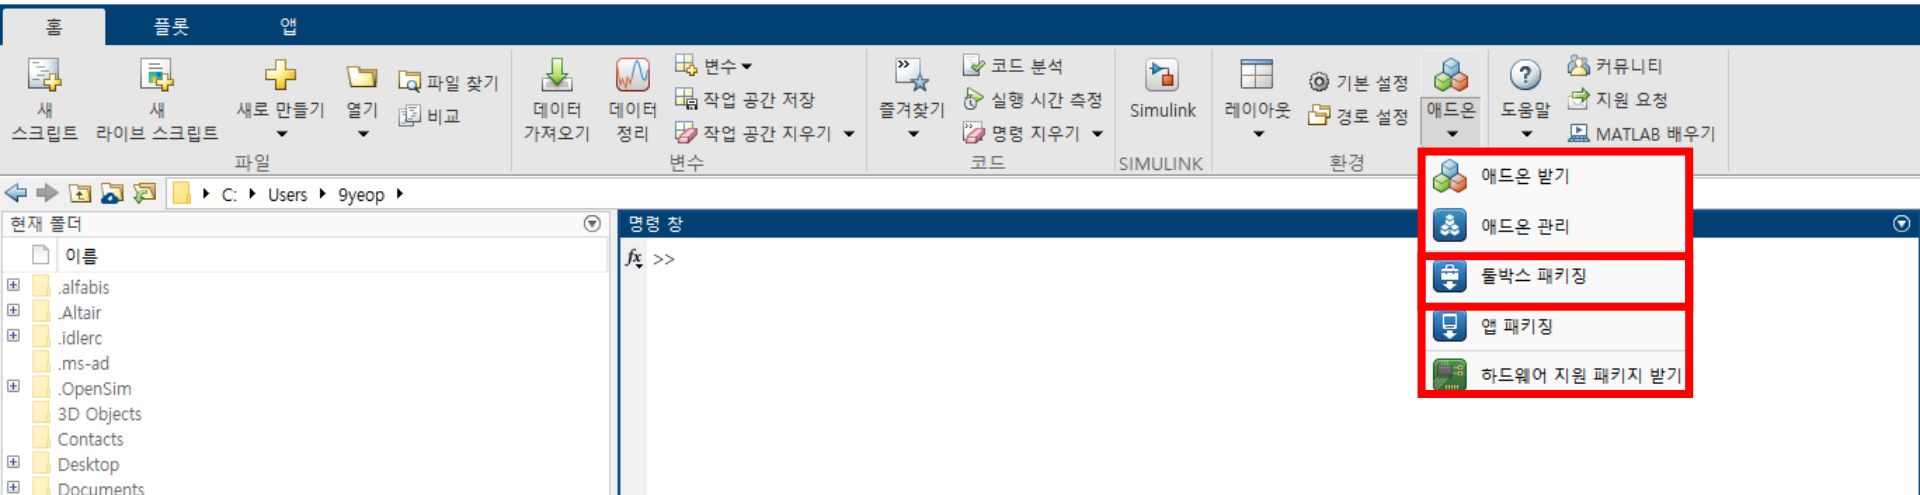 홈 플롯 앱
새 스크립트
새 라이브 스크립트
새로 만들기
열기
파일 찾기
비교
파일
데이터 가져오기
데이터 정리
변수
작업 공간 저장
작업 공간 지우기
변수
즐겨찾기
코드 분석
실행 시간 측정
명령 지우기
코드
Simulink
SIMULINK
레이아웃
기본 설정
경로 설정
환경
애드온
도움말
커뮤니티
지원 요청
MATLAB 배우기
애드온 받기
애드온 관리
툴박스 패키징
앱 패키징
하드웨어 지원 패키지 받기
C: Users 9yeop
현재 폴더
이름
.alfabis
.Altair
.idlerc
.ms-ad
.OpenSim
3D Objects
Contacts
Desktop
Documents
명령 창
fx >>